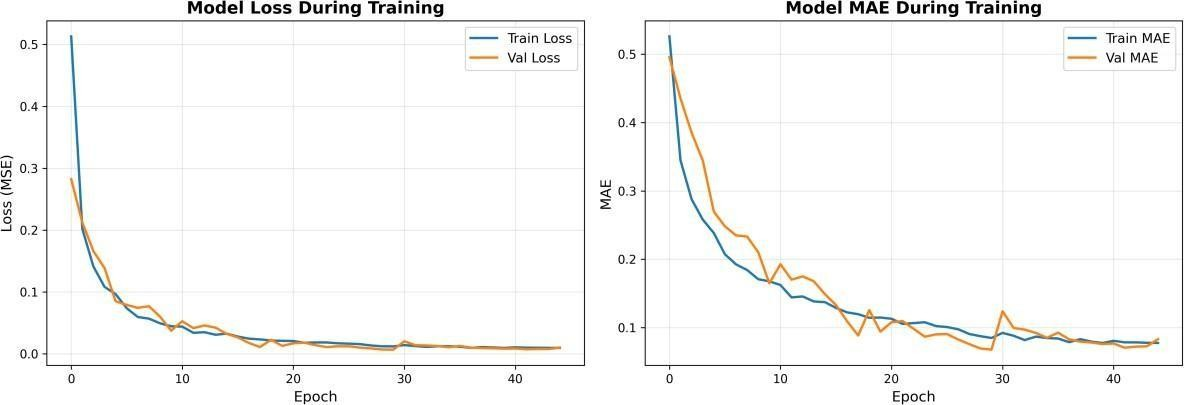 Model Loss During Training
Train Loss
Val Loss
0.5
0.4
0.3
0.2
0.1
0.0
Loss (MSE)
0
10
20
30
40
Epoch
Model MAE During Training
Train MAE
Val MAE
0.5
0.4
0.3
0.2
0.1
MAE
0
10
20
30
40
Epoch